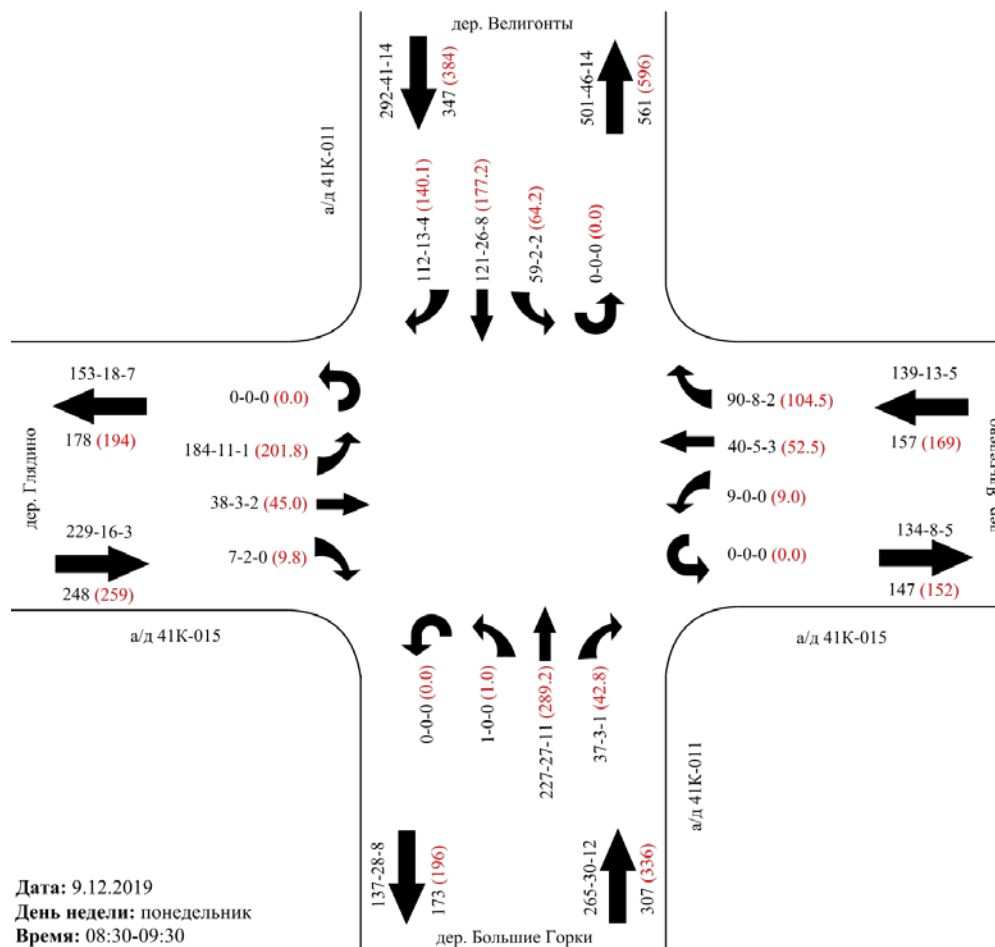 дер. Велигонты
292-41-14
347 (384)
501-46-14
561 (596)
а/д 41К-011
112-13-4 (140.1)
121-26-8 (177.2)
59-2-2 (64.2)
0-0-0 (0.0)
153-18-7
178 (194)
дер. Глядино
229-16-3
248 (259)
0-0-0 (0.0)
184-11-1 (201.8)
38-3-2 (45.0)
7-2-0 (9.8)
90-8-2 (104.5)
40-5-3 (52.5)
9-0-0 (9.0)
0-0-0 (0.0)
139-13-5
157 (169)
дер. Яльгелево
134-8-5
147 (152)
а/д 41К-015
а/д 41К-015
0-0-0 (0.0)
1-0-0 (1.0)
227-27-11 (289.2)
37-3-1 (42.8)
а/д 41К-011
137-28-8
173 (196)
265-30-12
307 (336)
дер. Большие Горки
Дата: 9.12.2019
День недели: понедельник
Время: 08:30-09:30